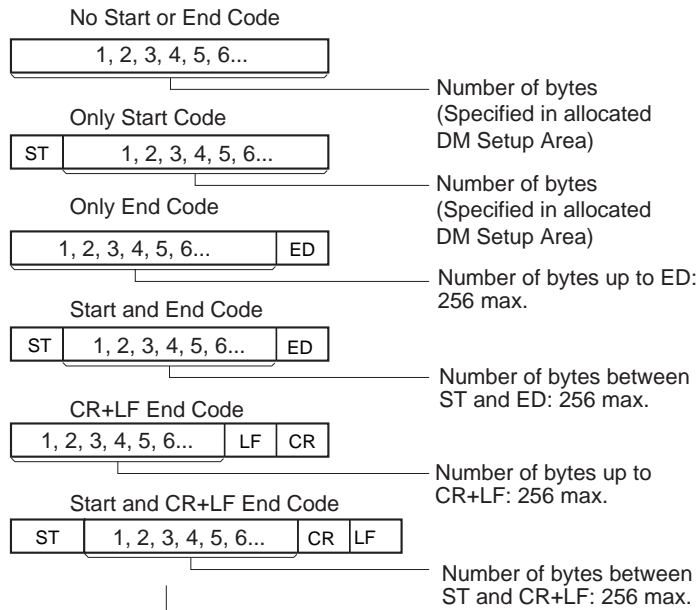 No Start or End Code
1, 2, 3, 4, 5, 6...
Number of bytes
(Specified in allocated
DM Setup Area)
Only Start Code
ST 1, 2, 3, 4, 5, 6...
Number of bytes
(Specified in allocated
DM Setup Area)
Only End Code
1, 2, 3, 4, 5, 6... ED
Number of bytes up to ED:
256 max.
Start and End Code
ST 1, 2, 3, 4, 5, 6... ED
Number of bytes between
ST and ED: 256 max.
CR+LF End Code
1, 2, 3, 4, 5, 6... LF CR
Number of bytes up to
CR+LF: 256 max.
Start and CR+LF End Code
ST 1, 2, 3, 4, 5, 6... CR LF
Number of bytes between
ST and CR+LF: 256 max.